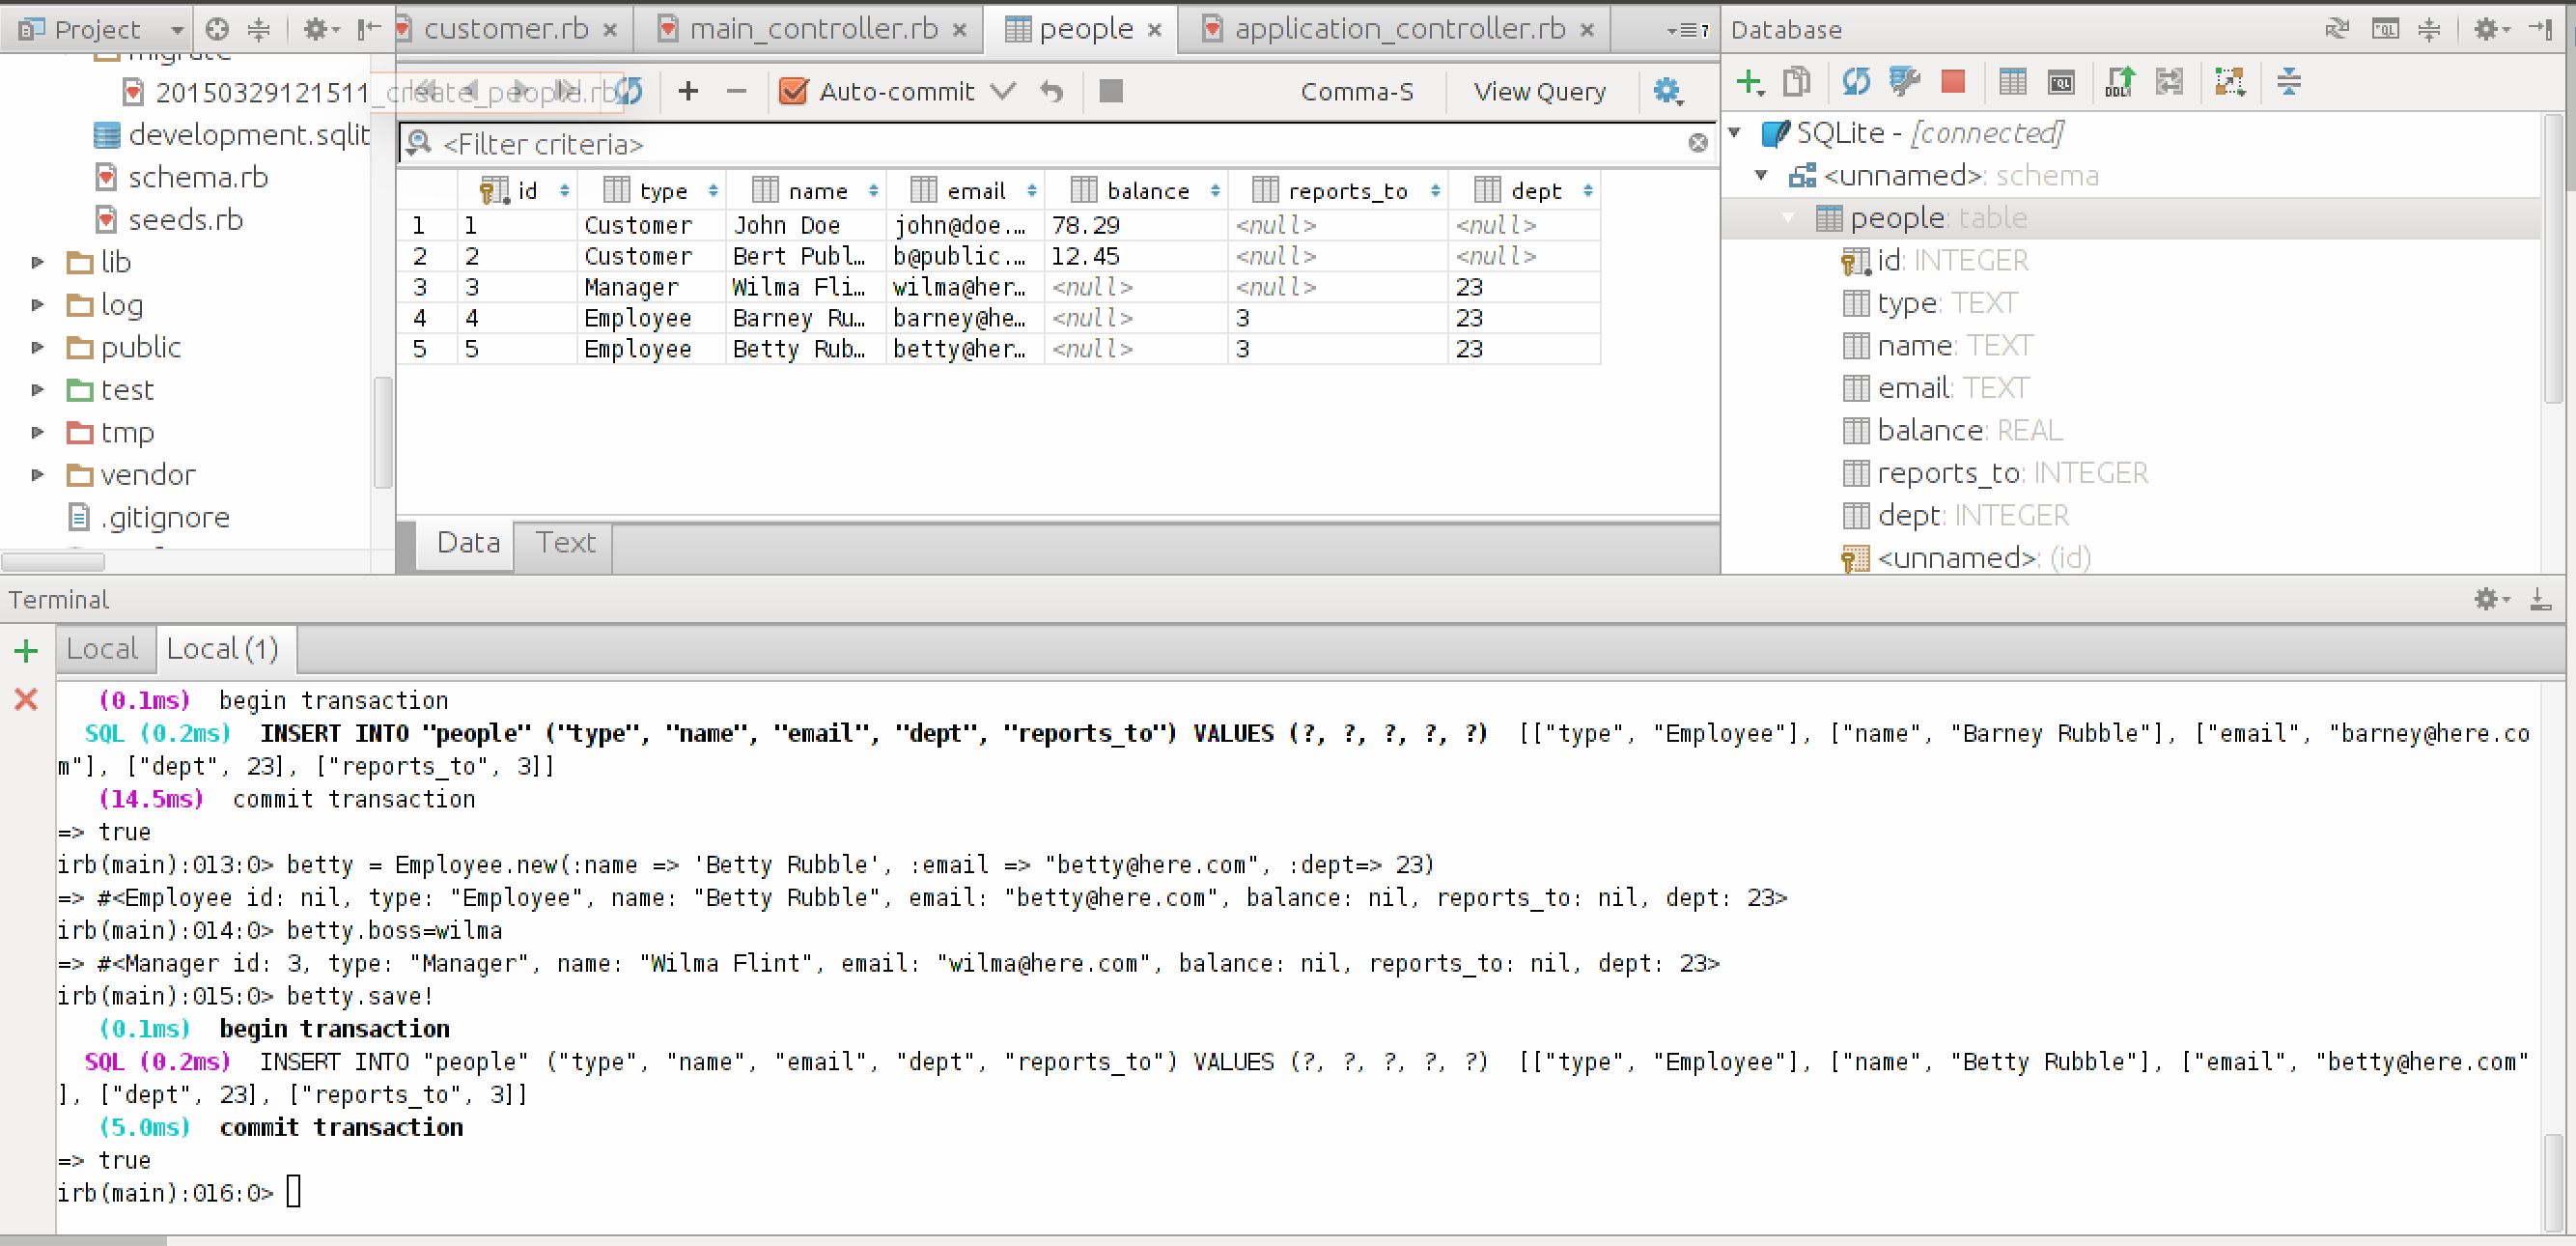 Project
customer.rb
main_controller.rb
people
application_controller.rb
7
Database
migrate
20150329121511_create_people.rb
Auto-commit
Comma-S
View Query
<Filter criteria>
development.sqlit
schema.rb
seeds.rb
lib
log
public
test
tmp
vendor
.gitignore
id type name email balance reports_to dept
1 1 Customer John Doe john@doe.… 78.29 <null> <null>
2 2 Customer Bert Publ… b@public.… 12.45 <null> <null>
3 3 Manager Wilma Fli… wilma@her… <null> <null> 23
4 4 Employee Barney Ru… barney@he… <null> 3 23
5 5 Employee Betty Rub… betty@her… <null> 3 23
Data Text
DDL
SQLite - [connected]
<unnamed>: schema
people: table
id: INTEGER
type: TEXT
name: TEXT
email: TEXT
balance: REAL
reports_to: INTEGER
dept: INTEGER
<unnamed>: (id)
Terminal
Local Local (1)
(0.1ms) begin transaction
SQL (0.2ms) INSERT INTO "people" ("type", "name", "email", "dept", "reports_to") VALUES (?, ?, ?, ?, ?) [["type", "Employee"], ["name", "Barney Rubble"], ["email", "barney@here.co
m"], ["dept", 23], ["reports_to", 3]]
(14.5ms) commit transaction
=> true
irb(main):013:0> betty = Employee.new(:name => 'Betty Rubble', :email => "betty@here.com", :dept=> 23)
=> #<Employee id: nil, type: "Employee", name: "Betty Rubble", email: "betty@here.com", balance: nil, reports_to: nil, dept: 23>
irb(main):014:0> betty.boss=wilma
=> #<Manager id: 3, type: "Manager", name: "Wilma Flint", email: "wilma@here.com", balance: nil, reports_to: nil, dept: 23>
irb(main):015:0> betty.save!
(0.1ms) begin transaction
SQL (0.2ms) INSERT INTO "people" ("type", "name", "email", "dept", "reports_to") VALUES (?, ?, ?, ?, ?) [["type", "Employee"], ["name", "Betty Rubble"], ["email", "betty@here.com"
], ["dept", 23], ["reports_to", 3]]
(5.0ms) commit transaction
=> true
irb(main):016:0>